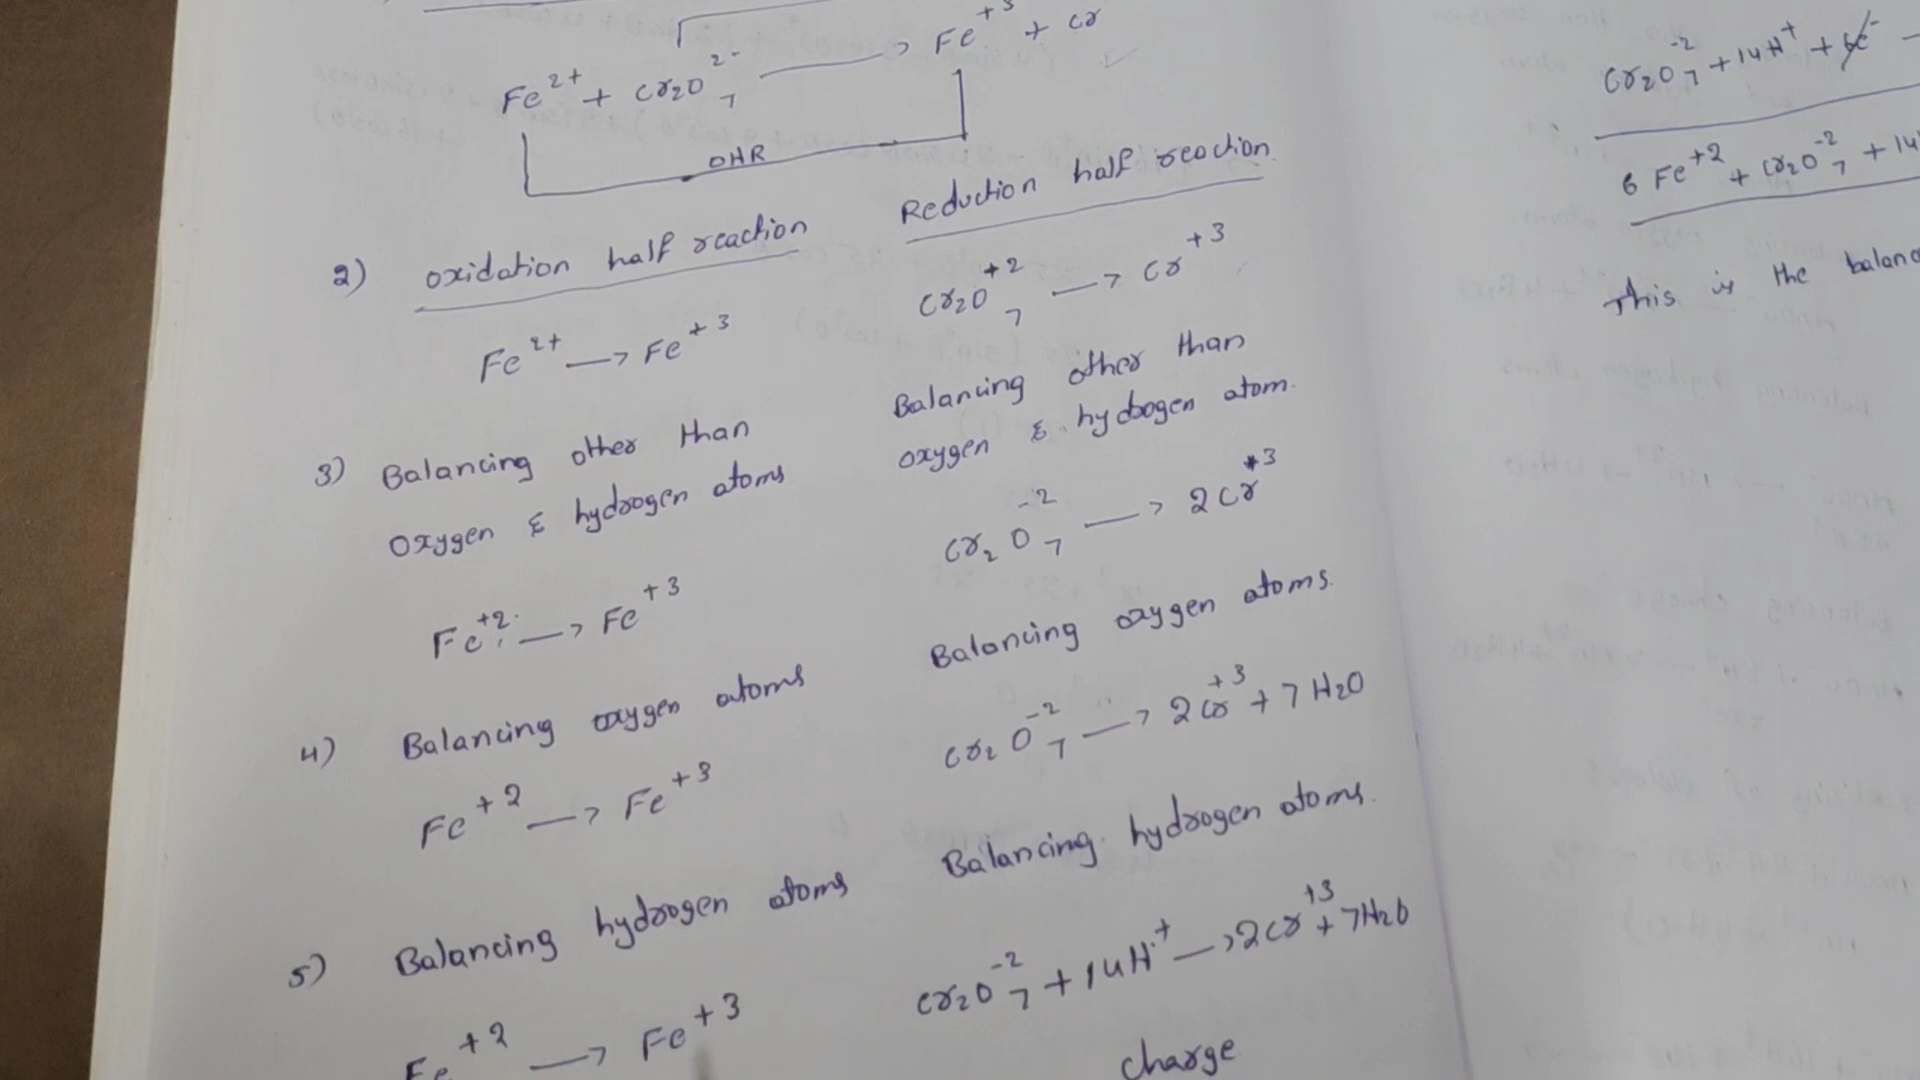 Fe²⁺ + Cr₂O₇²⁻ → Fe⁺³ + Cr
OHR
2) oxidation half reaction
Fe²⁺ → Fe⁺³
3) Balancing other than
oxygen & hydrogen atoms
Fe⁺² → Fe⁺³
4) Balancing oxygen atoms
Fe⁺² → Fe⁺³
5) Balancing hydrogen atoms
Fe⁺² → Fe⁺³
Reduction half reaction
Cr₂O₇⁺² → Cr⁺³
Balancing other than
oxygen & hydrogen atom.
Cr₂O₇⁻² → 2Cr⁺³
Balancing oxygen atoms.
Cr₂O₇⁻² → 2Cr⁺³ + 7H₂O
Balancing hydrogen atoms.
Cr₂O₇⁻² + 14H⁺ → 2Cr⁺³ + 7H₂O
charge
Cr₂O₇⁻² + 14H⁺ + 6e⁻
6Fe⁺² + Cr₂O₇⁻² + 14
This is the balanc